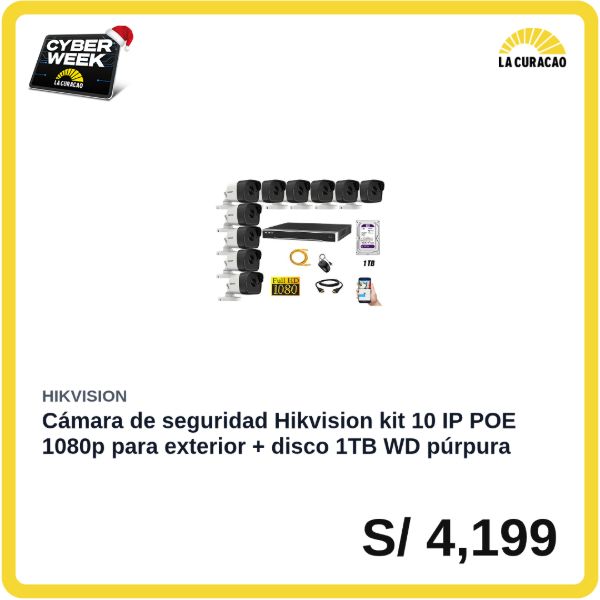 CYBER
WEEK
LA CURACAO
LA CURACAO
1TB
Full HD
1080
HIKVISION
Cámara de seguridad Hikvision kit 10 IP POE
1080p para exterior + disco 1TB WD púrpura
S/ 4,199